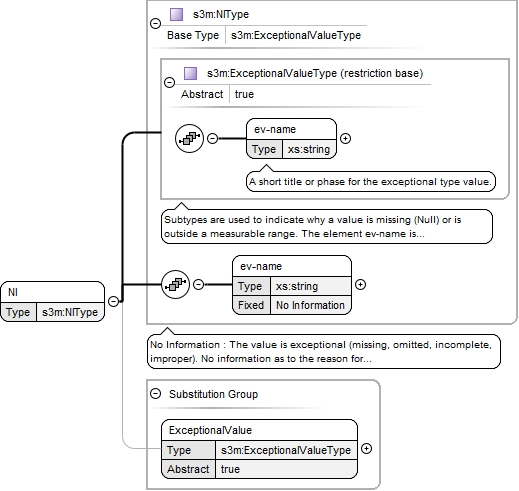 s3m:NIType
Base Type s3m:ExceptionalValueType
s3m:ExceptionalValueType (restriction base)
Abstract true
ev-name
Type xs:string
A short title or phase for the exceptional type value.
Subtypes are used to indicate why a value is missing (Null) or is
outside a measurable range. The element ev-name is...
ev-name
Type xs:string
Fixed No Information
NI
Type s3m:NIType
No Information : The value is exceptional (missing, omitted, incomplete,
improper). No information as to the reason for...
Substitution Group
ExceptionalValue
Type s3m:ExceptionalValueType
Abstract true